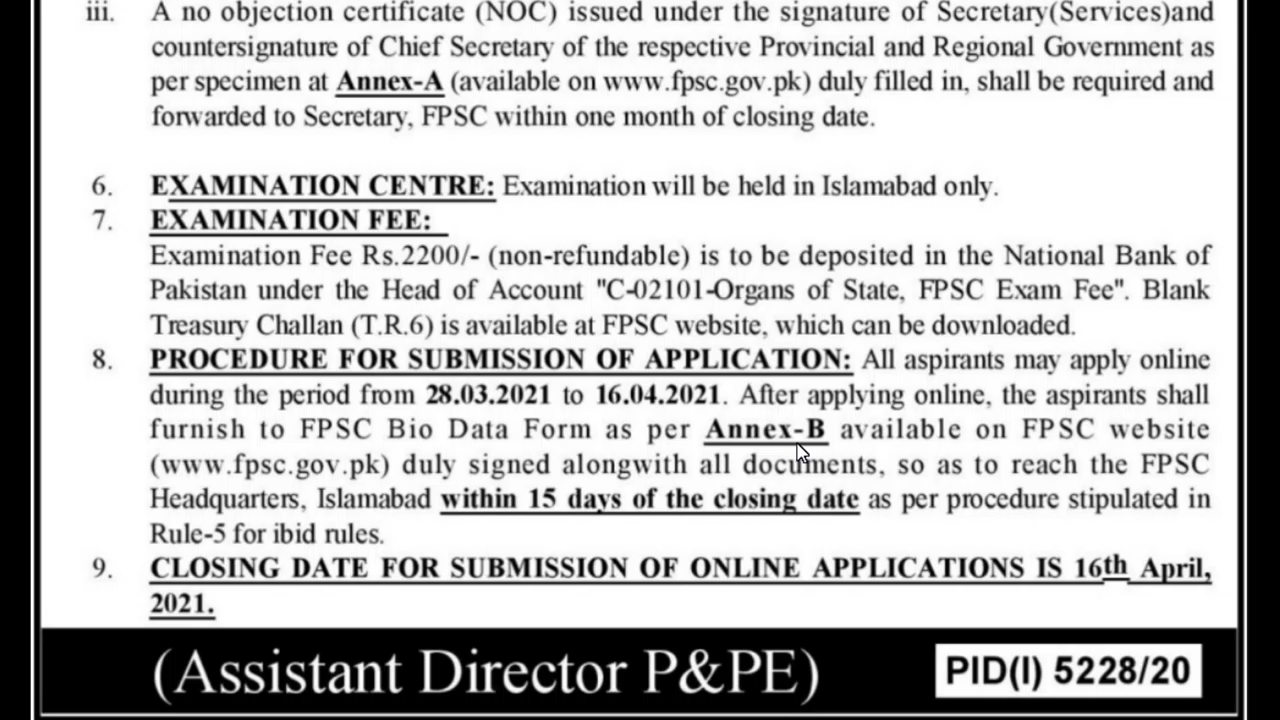 iii. A no objection certificate (NOC) issued under the signature of Secretary(Services)and
countersignature of Chief Secretary of the respective Provincial and Regional Government as
per specimen at Annex-A (available on www.fpsc.gov.pk) duly filled in, shall be required and
forwarded to Secretary, FPSC within one month of closing date.
6. EXAMINATION CENTRE: Examination will be held in Islamabad only.
7. EXAMINATION FEE:
Examination Fee Rs.2200/- (non-refundable) is to be deposited in the National Bank of
Pakistan under the Head of Account "C-02101-Organs of State, FPSC Exam Fee". Blank
Treasury Challan (T.R.6) is available at FPSC website, which can be downloaded.
8. PROCEDURE FOR SUBMISSION OF APPLICATION: All aspirants may apply online
during the period from 28.03.2021 to 16.04.2021. After applying online, the aspirants shall
furnish to FPSC Bio Data Form as per Annex-B available on FPSC website
(www.fpsc.gov.pk) duly signed alongwith all documents, so as to reach the FPSC
Headquarters, Islamabad within 15 days of the closing date as per procedure stipulated in
Rule-5 for ibid rules.
9. CLOSING DATE FOR SUBMISSION OF ONLINE APPLICATIONS IS 16th April,
2021.
(Assistant Director P&PE) PID(I) 5228/20